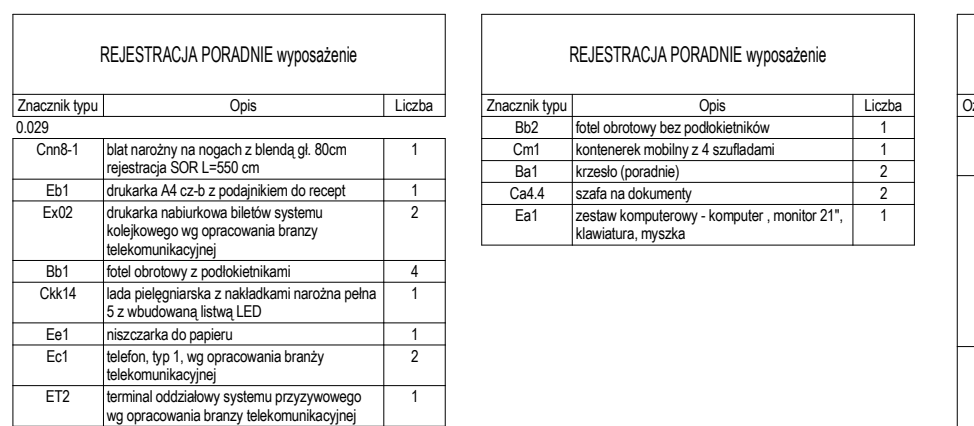 REJESTRACJA PORADNIE wyposażenie
Znacznik typu Opis Liczba
0.029
Cnn8-1 blat narożny na nogach z blendą gł. 80cm 1
rejestracja SOR L=550 cm
Eb1 drukarka A4 cz-b z podajnikiem do recept 1
Ex02 drukarka nabiurkowa biletów systemu 2
kolejkowego wg opracowania branzy
telekomunikacyjnej
Bb1 fotel obrotowy z podłokietnikami 4
Ckk14 lada pielęgniarska z nakładkami narożna pełna 1
5 z wbudowaną listwą LED
Ee1 niszczarka do papieru 1
Ec1 telefon, typ 1, wg opracowania branży 2
telekomunikacyjnej
ET2 terminal oddziałowy systemu przyzywowego 1
wg opracowania branzy telekomunikacyjnej
REJESTRACJA PORADNIE wyposażenie
Znacznik typu Opis Liczba
Bb2 fotel obrotowy bez podłokietników 1
Cm1 kontenerek mobilny z 4 szufladami 1
Ba1 krzesło (poradnie) 2
Ca4.4 szafa na dokumenty 2
Ea1 zestaw komputerowy - komputer , monitor 21", 1
klawiatura, myszka